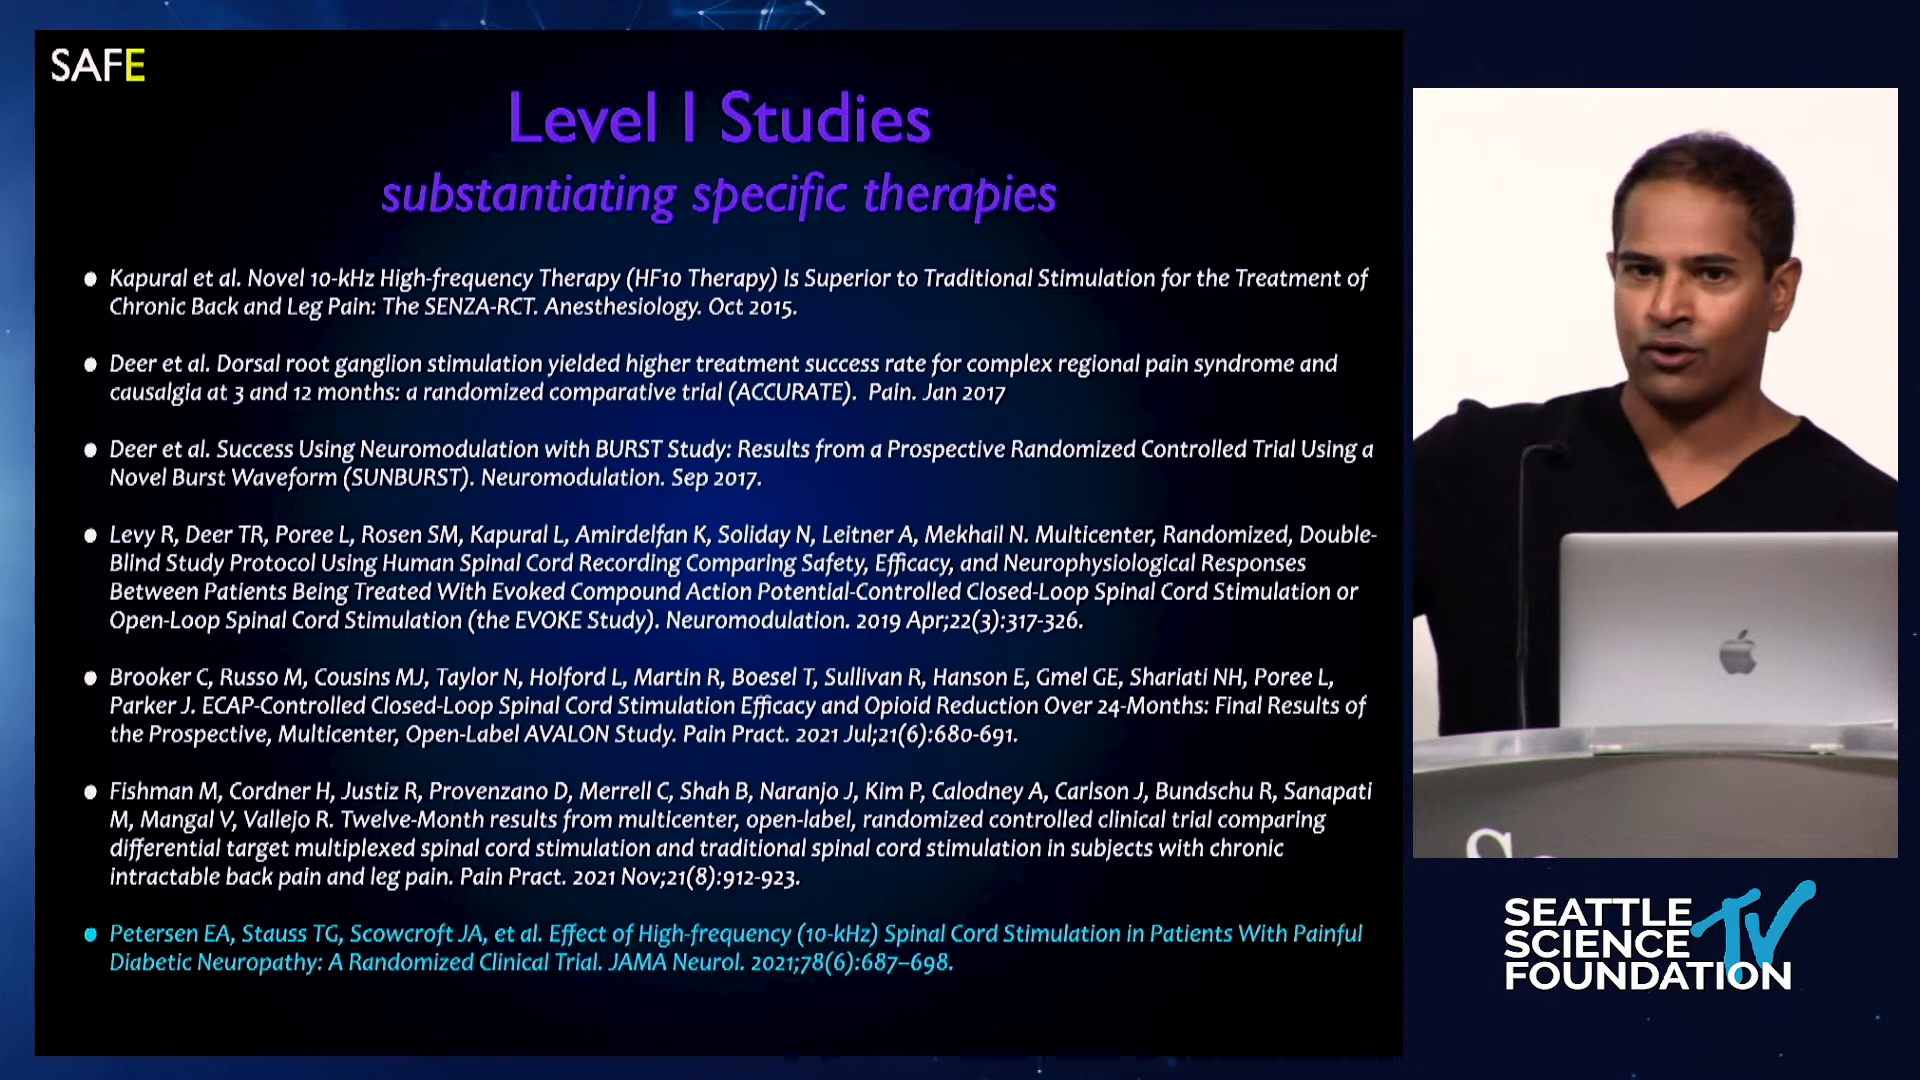 SAFE
Level I Studies
substantiating specific therapies
• Kapural et al. Novel 10-kHz High-frequency Therapy (HF10 Therapy) Is Superior to Traditional Stimulation for the Treatment of
Chronic Back and Leg Pain: The SENZA-RCT. Anesthesiology. Oct 2015.
• Deer et al. Dorsal root ganglion stimulation yielded higher treatment success rate for complex regional pain syndrome and
causalgia at 3 and 12 months: a randomized comparative trial (ACCURATE). Pain. Jan 2017
• Deer et al. Success Using Neuromodulation with BURST Study: Results from a Prospective Randomized Controlled Trial Using a
Novel Burst Waveform (SUNBURST). Neuromodulation. Sep 2017.
• Levy R, Deer TR, Poree L, Rosen SM, Kapural L, Amirdelfan K, Soliday N, Leitner A, Mekhail N. Multicenter, Randomized, Double-
Blind Study Protocol Using Human Spinal Cord Recording Comparing Safety, Efficacy, and Neurophysiological Responses
Between Patients Being Treated With Evoked Compound Action Potential-Controlled Closed-Loop Spinal Cord Stimulation or
Open-Loop Spinal Cord Stimulation (the EVOKE Study). Neuromodulation. 2019 Apr;22(3):317-326.
• Brooker C, Russo M, Cousins MJ, Taylor N, Holford L, Martin R, Boesel T, Sullivan R, Hanson E, Gmel GE, Shariati NH, Poree L,
Parker J. ECAP-Controlled Closed-Loop Spinal Cord Stimulation Efficacy and Opioid Reduction Over 24-Months: Final Results of
the Prospective, Multicenter, Open-Label AVALON Study. Pain Pract. 2021 Jul;21(6):680-691.
• Fishman M, Cordner H, Justiz R, Provenzano D, Merrell C, Shah B, Naranjo J, Kim P, Calodney A, Carlson J, Bundschu R, Sanapati
M, Mangal V, Vallejo R. Twelve-Month results from multicenter, open-label, randomized controlled clinical trial comparing
differential target multiplexed spinal cord stimulation and traditional spinal cord stimulation in subjects with chronic
intractable back pain and leg pain. Pain Pract. 2021 Nov;21(8):912-923.
• Petersen EA, Stauss TG, Scowcroft JA, et al. Effect of High-frequency (10-kHz) Spinal Cord Stimulation in Patients With Painful
Diabetic Neuropathy: A Randomized Clinical Trial. JAMA Neurol. 2021;78(6):687–698.
SEATTLE
SCIENCE TV
FOUNDATION